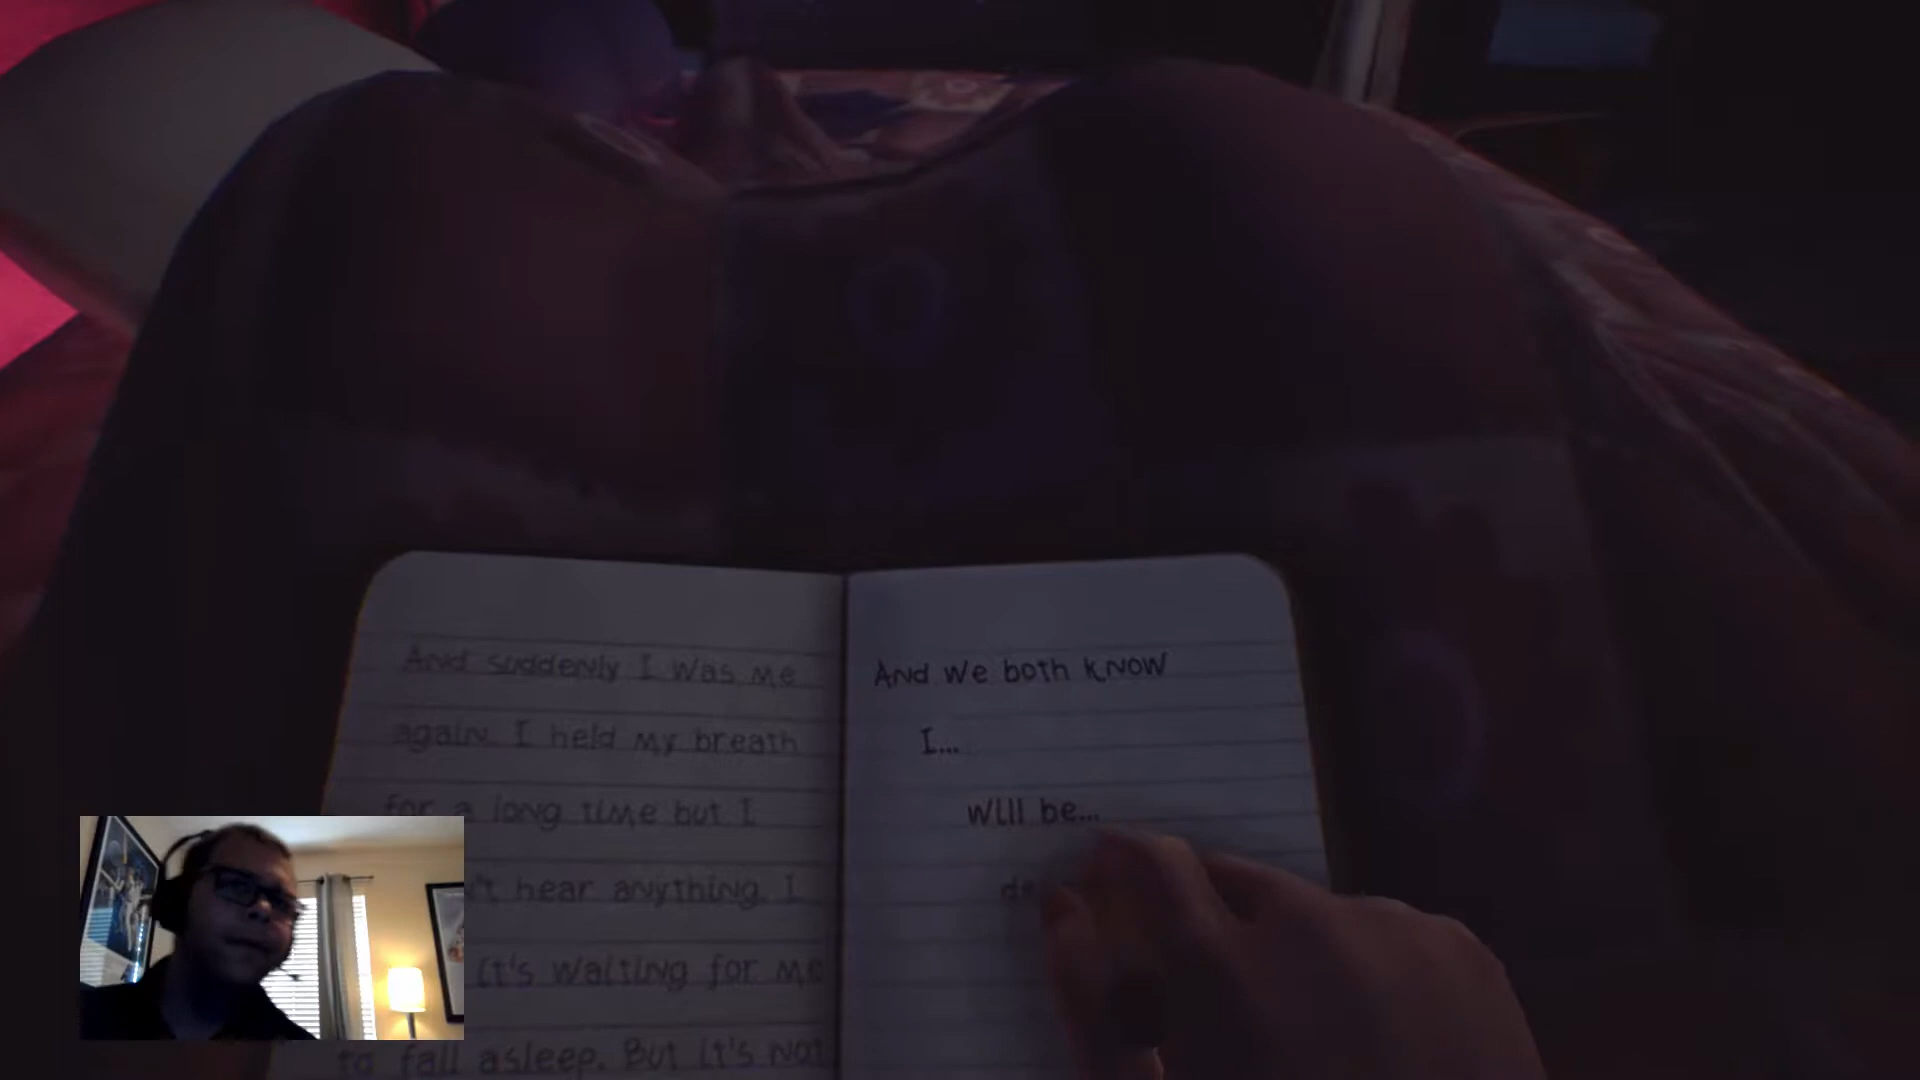 And suddenly I was me
again. I held my breath
for a long time but I
hear anything. I
it's waiting for me
to fall asleep. But it's not
And we both know
I...
will be...